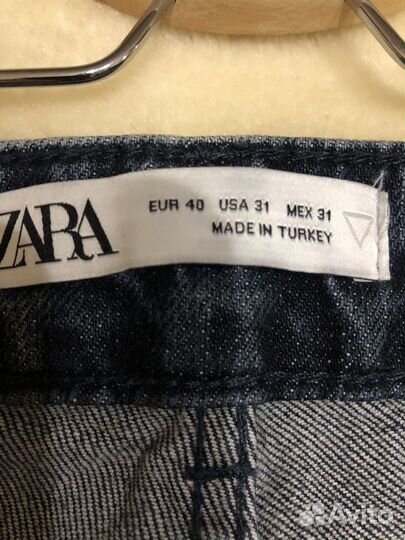 ZARA
EUR 40 USA 31 MEX 31
MADE IN TURKEY
Avito